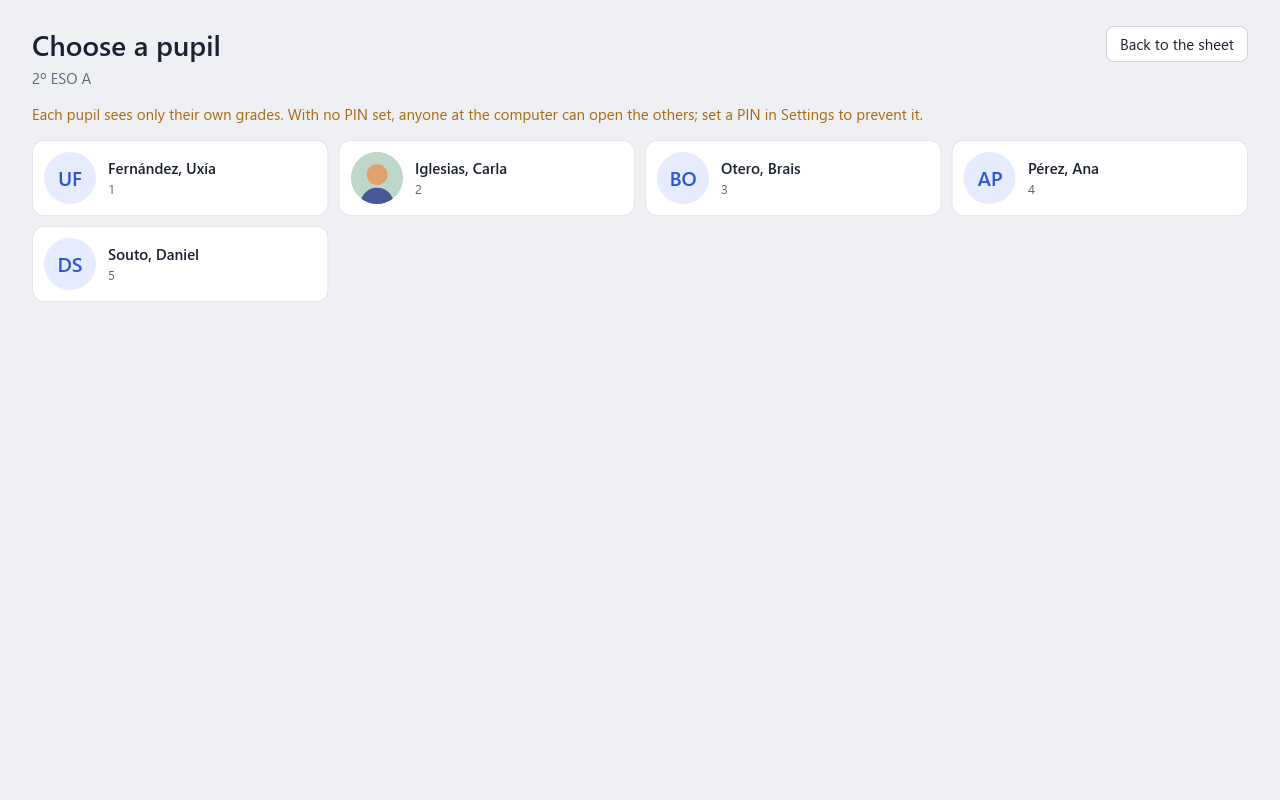 Choose a pupil
Back to the sheet
2º ESO A
Each pupil sees only their own grades. With no PIN set, anyone at the computer can open the others; set a PIN in Settings to prevent it.
UF
Fernández, Uxía
1
Iglesias, Carla
2
BO
Otero, Brais
3
AP
Pérez, Ana
4
DS
Souto, Daniel
5